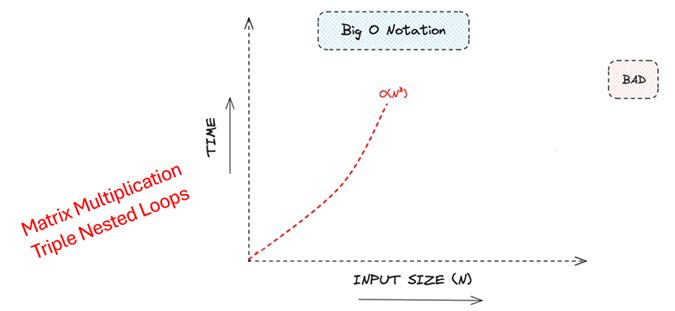 Big O Notation
BAD
O(N³)
TIME
Matrix Multiplication
Triple Nested Loops
INPUT SIZE (N)